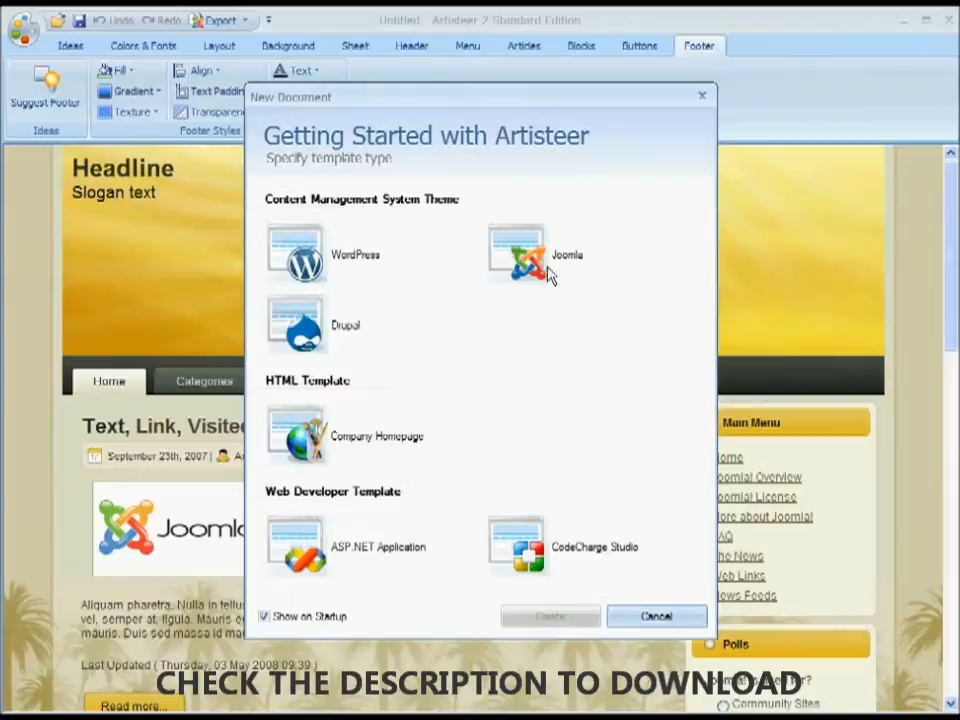 Undo Redo Export Untitled - Artisteer 2 Standard Edition
Ideas Colors & Fonts Layout Background Sheet Header Menu Articles Blocks Buttons Footer
Suggest Footer
Fill Align Text
Gradient Text Paddin
Texture Transparen
Ideas Footer Styles
New Document
Getting Started with Artisteer
Specify template type
Content Management System Theme
WordPress Joomla
Drupal
HTML Template
Company Homepage
Web Developer Template
ASP.NET Application CodeCharge Studio
Show on Startup Create Cancel
Headline
Slogan text
Home Categories
Text, Link, Visite
September 23th, 2007 |
Joomla
Aliquam pharetra. Nulla in tellu
vel, semper at, ligula. Mauris
mauris. Duis sed massa id ma
Last Updated ( Thursday, 03 May 2008 09:39 )
Read more...
Main Menu
ome
oomla Overview
oomla License
ore about Joomla!
AQ
he News
eb Links
ews Feeds
Polls
Community Sites
CHECK THE DESCRIPTION TO DOWNLOAD